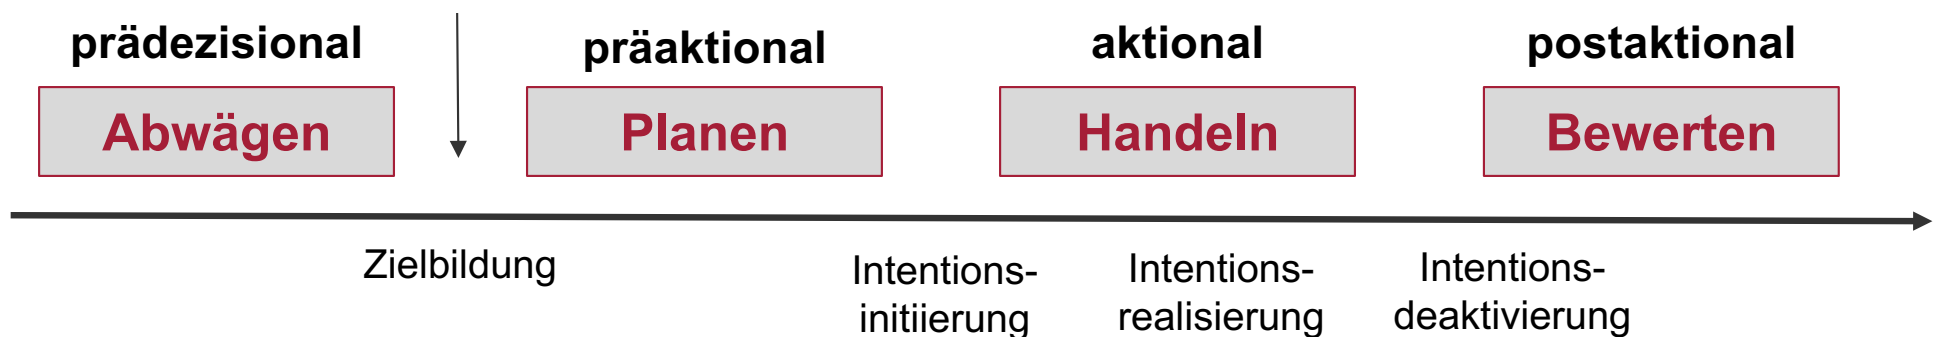 prädezisional
präaktional
aktional
postaktional
Abwägen
Planen
Handeln
Bewerten
Zielbildung
Intentions-
initiierung
Intentions-
realisierung
Intentions-
deaktivierung